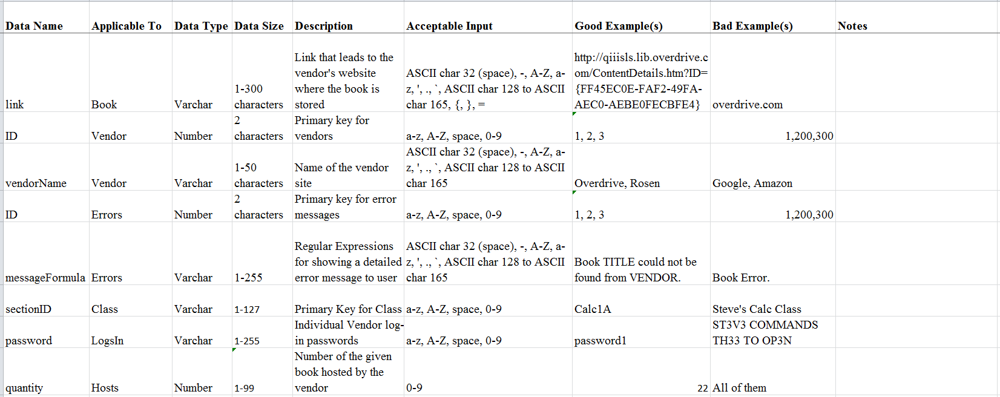 Data Name Applicable To Data Type Data Size Description Acceptable Input Good Example(s) Bad Example(s) Notes
Link that leads to the http://qiiisls.lib.overdrive.c
vendor's website ASCII char 32 (space), -, A-Z, a- om/ContentDetails.htm?ID=
1-300 where the book is z, ', ., `, ASCII char 128 to ASCII {FF45EC0E-FAF2-49FA-
link Book Varchar characters stored char 165, {, }, = AEC0-AEBE0FECBFE4} overdrive.com
2 Primary key for
ID Vendor Number characters vendors a-z, A-Z, space, 0-9 1, 2, 3 1,200,300
ASCII char 32 (space), -, A-Z, a-
1-50 Name of the vendor z, ', ., `, ASCII char 128 to ASCII
vendorName Vendor Varchar characters site char 165 Overdrive, Rosen Google, Amazon
2 Primary key for error
ID Errors Number characters messages a-z, A-Z, space, 0-9 1, 2, 3 1,200,300
Regular Expressions ASCII char 32 (space), -, A-Z, a-
for showing a detailed z, ', ., `, ASCII char 128 to ASCII Book TITLE could not be
messageFormula Errors Varchar 1-255 error message to user char 165 found from VENDOR. Book Error.
sectionID Class Varchar 1-127 Primary Key for Class a-z, A-Z, space, 0-9 Calc1A Steve's Calc Class
Individual Vendor log- ST3V3 COMMANDS
password LogsIn Varchar 1-255 in passwords a-z, A-Z, space, 0-9 password1 TH33 TO OP3N
Number of the given
book hosted by the
quantity Hosts Number 1-99 vendor 0-9 22 All of them